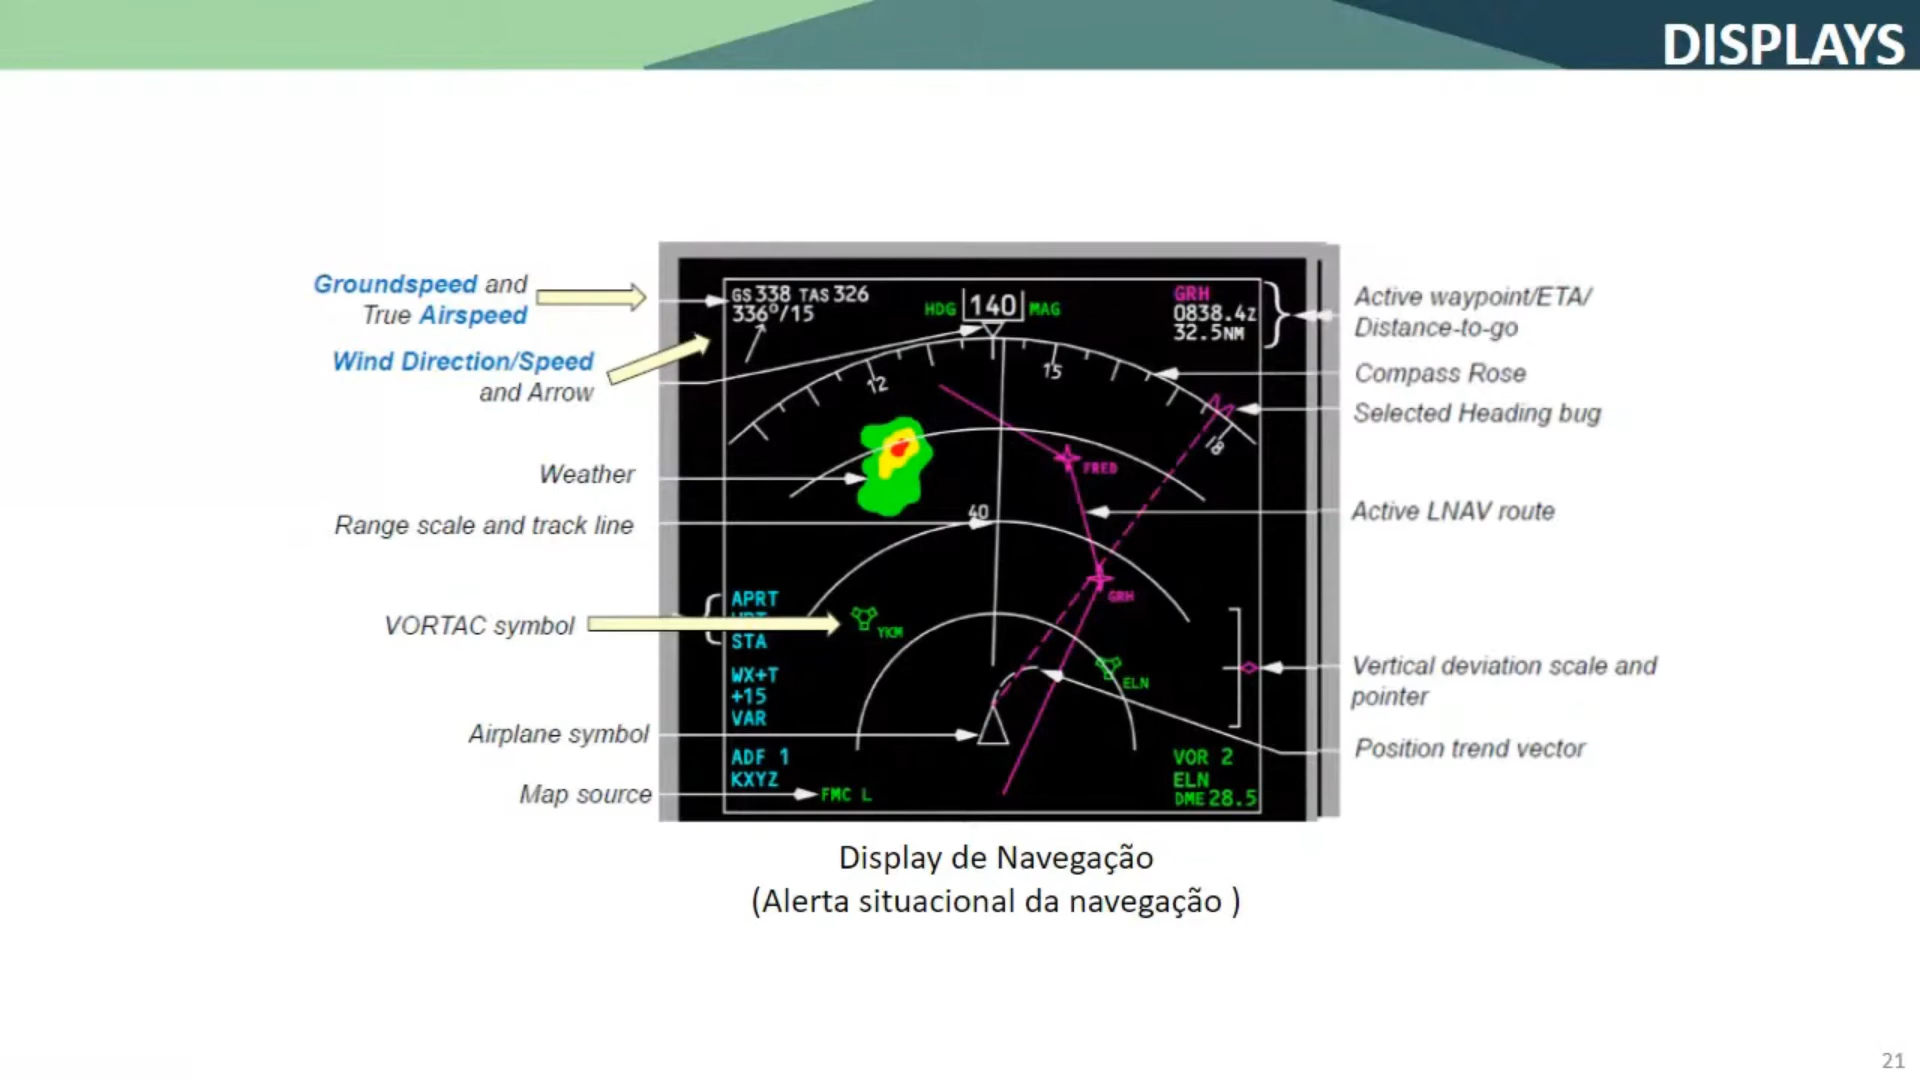 DISPLAYS
Groundspeed and
True Airspeed
Wind Direction/Speed
and Arrow
Weather
Range scale and track line
VORTAC symbol
Airplane symbol
Map source
GS 338 TAS 326
336°/15
HDG 140 MAG
GRH
0838.4z
32.5NM
12
15
18
FRED
40
GRH
APRT
STA
YKM
ELN
WX+T
+15
VAR
ADF 1
KXYZ
FMC L
VOR 2
ELN
DME 28.5
Active waypoint/ETA/
Distance-to-go
Compass Rose
Selected Heading bug
Active LNAV route
Vertical deviation scale and
pointer
Position trend vector
Display de Navegação
(Alerta situacional da navegação )
21